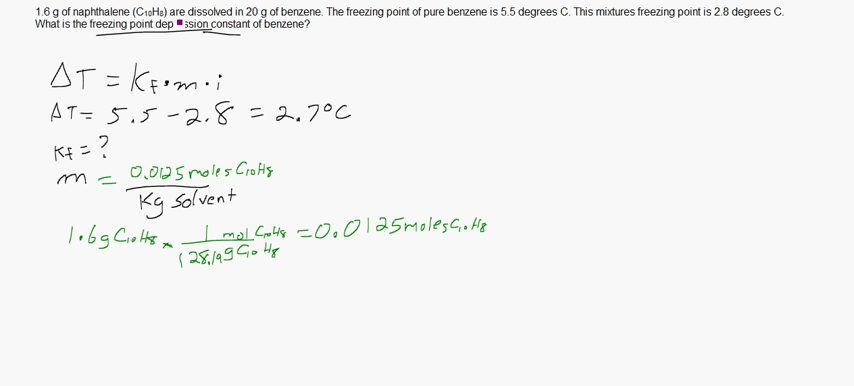 1.6 g of naphthalene (C₁₀H₈) are dissolved in 20 g of benzene. The freezing point of pure benzene is 5.5 degrees C. This mixtures freezing point is 2.8 degrees C.
What is the freezing point dep ssion constant of benzene?
ΔT = Kf · m · i
ΔT = 5.5 - 2.8 = 2.7°C
Kf = ?
m = 0.0125 moles C₁₀H₈
Kg solvent
1.6g C₁₀H₈ × 1 mol C₁₀H₈ = 0.0125 moles C₁₀H₈
128.19g C₁₀H₈